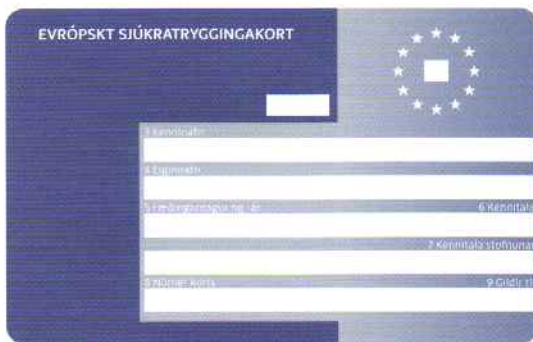 EVRÓPSKT SJÚKRATRYGGINGAKORT
3 Kenninafn
4 Eiginnafn
5 Fæðingardagur og -ár 6 Kennitala
7 Kennitala stofnunar
8 Númer korts 9 Gildir til